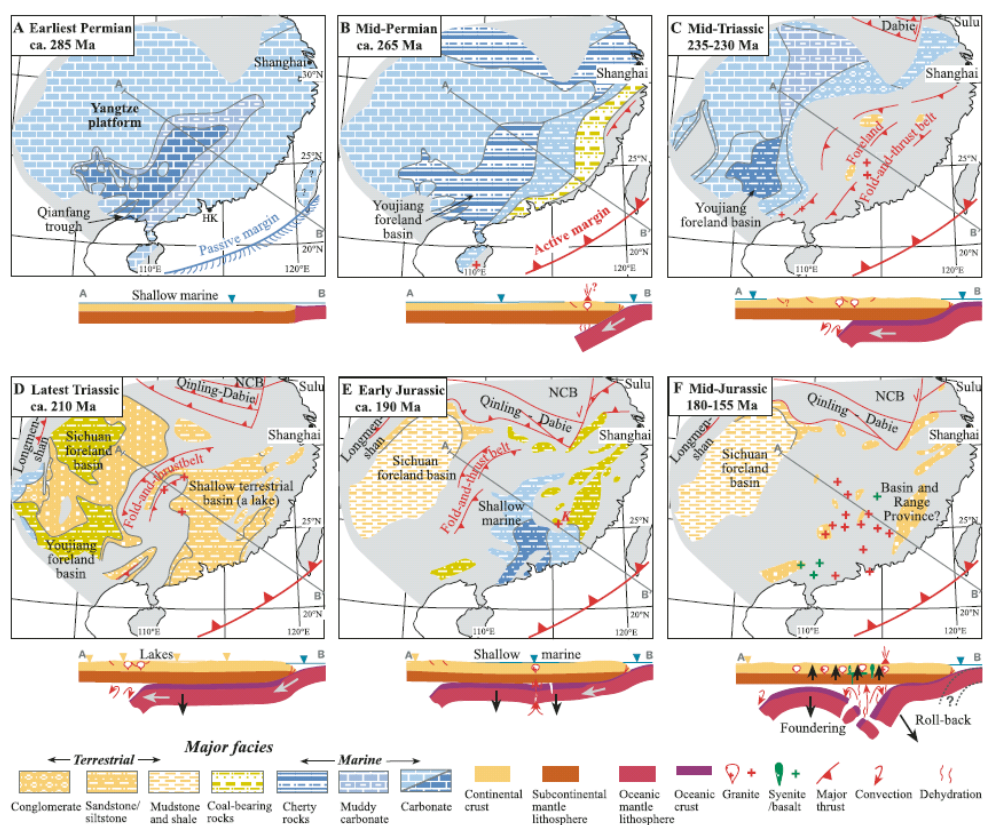 A Earliest Permian
ca. 285 Ma
Shanghai
30°N
A
Yangtze
platform
25°N
?
?
Qianfang
trough
HK
Passive margin
B
20°N
110°E
120°E
A
Shallow marine
B
B Mid-Permian
ca. 265 Ma
Shanghai
A
25°N
Youjiang
foreland basin
Active margin
B
20°N
110°E
120°E
A
?
B
C Mid-Triassic
235-230 Ma
Dabie
Sulu
Shanghai
A
Foreland
Fold-and-thrust belt
25°N
Youjiang
foreland basin
B
20°N
110°E
120°E
A
?
B
D Latest Triassic
ca. 210 Ma
NCB
Qinling-Dabie
Sulu
Longmen-
shan
Sichuan
foreland
basin
Shanghai
A
Fold-and-thrustbelt
Shallow terrestrial
basin (a lake)
25°N
Youjiang
foreland
basin
B
20°N
110°E
120°E
A
Lakes
B
E Early Jurassic
ca. 190 Ma
NCB
Sulu
Qinling - Dabie
Longmen-
shan
Shanghai
A
Sichuan
foreland basin
Fold-and-thrust belt
Shallow
marine
25°N
B
20°N
110°E
120°E
A
Shallow marine
B
F Mid-Jurassic
180-155 Ma
NCB
Sulu
Qinling - Dabie
Longmen-
shan
Shanghai
A
Sichuan
foreland
basin
Basin and
Range
Province?
25°N
B
20°N
110°E
120°E
A
B
?
Foundering
Roll-back
Major facies
Terrestrial
Marine
Conglomerate
Sandstone/
siltstone
Mudstone
and shale
Coal-bearing
rocks
Cherty
rocks
Muddy
carbonate
Carbonate
Continental
crust
Subcontinental
mantle
lithosphere
Oceanic
mantle
lithosphere
Oceanic
crust
Granite
Syenite
/basalt
Major
thrust
Convection
Dehydration